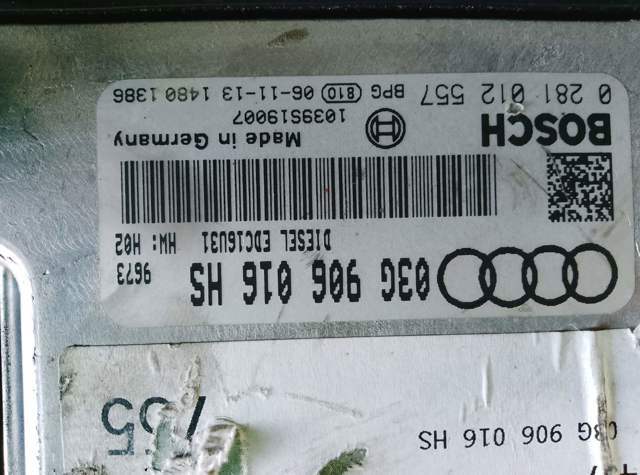 03G 906 016 HS
03G 906 016 HS
9673
DIESEL EDC16U31 HW: H02
BOSCH
Made in Germany
1039S19007
0 281 012 557 BPG 810 06-11-13 1480 1386